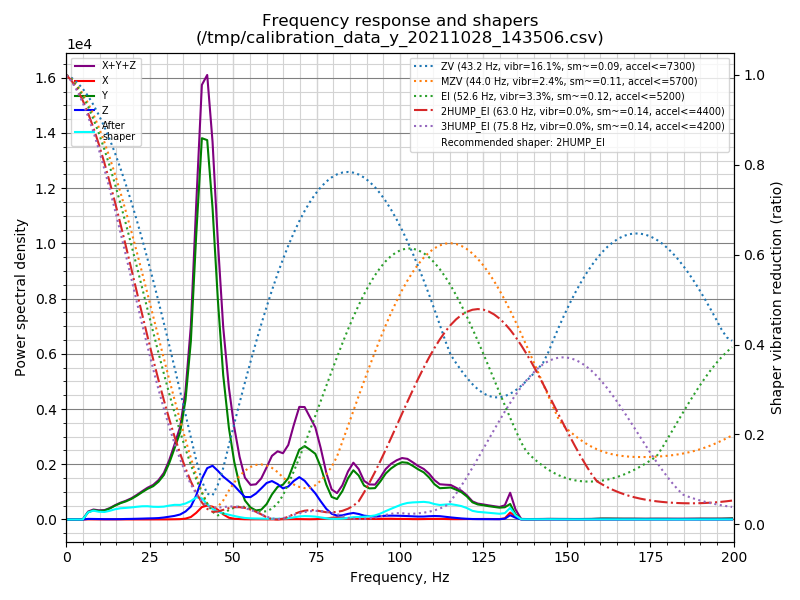 Frequency response and shapers
(/tmp/calibration_data_y_20211028_143506.csv)
1e4
X+Y+Z
X
Y
Z
After
shaper
ZV (43.2 Hz, vibr=16.1%, sm~=0.09, accel<=7300)
MZV (44.0 Hz, vibr=2.4%, sm~=0.11, accel<=5700)
EI (52.6 Hz, vibr=3.3%, sm~=0.12, accel<=5200)
2HUMP_EI (63.0 Hz, vibr=0.0%, sm~=0.14, accel<=4400)
3HUMP_EI (75.8 Hz, vibr=0.0%, sm~=0.14, accel<=4200)
Recommended shaper: 2HUMP_EI
Power spectral density
1.6
1.4
1.2
1.0
0.8
0.6
0.4
0.2
0.0
Shaper vibration reduction (ratio)
1.0
0.8
0.6
0.4
0.2
0.0
0 25 50 75 100 125 150 175 200
Frequency, Hz